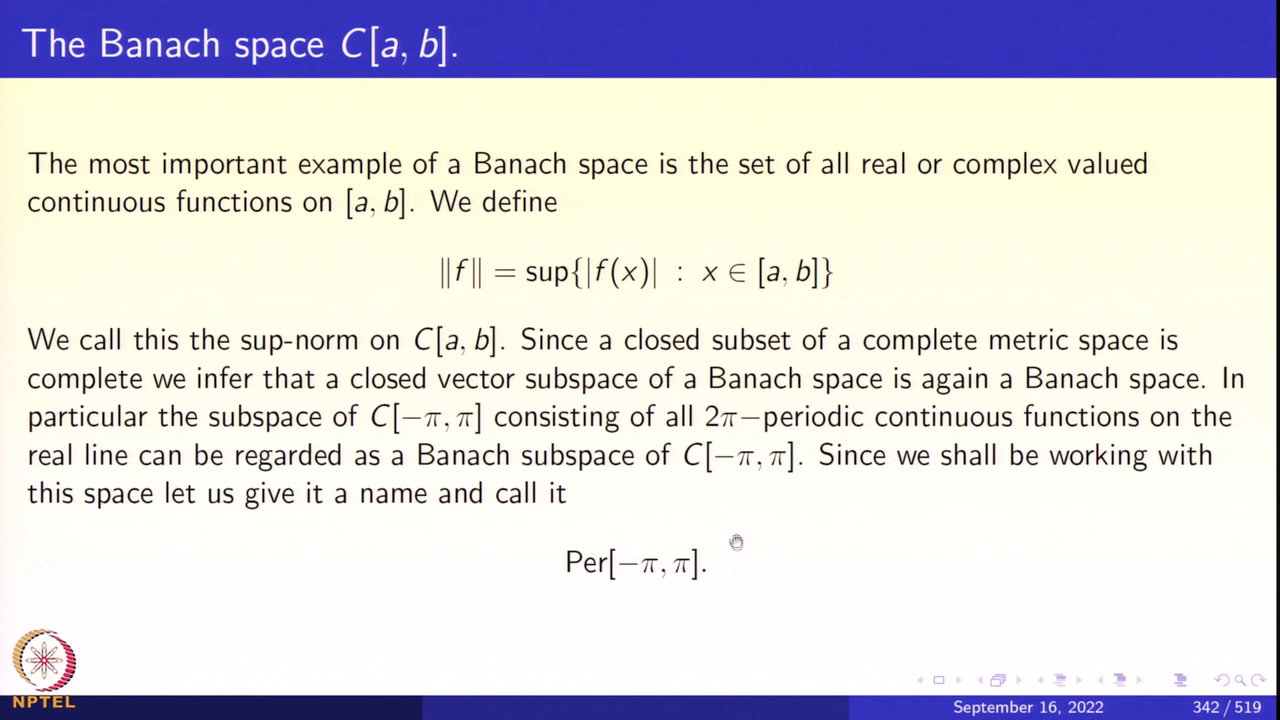 The Banach space C[a, b].
The most important example of a Banach space is the set of all real or complex valued
continuous functions on [a, b]. We define
‖f‖ = sup{|f(x)| : x ∈ [a, b]}
We call this the sup-norm on C[a, b]. Since a closed subset of a complete metric space is
complete we infer that a closed vector subspace of a Banach space is again a Banach space. In
particular the subspace of C[−π, π] consisting of all 2π−periodic continuous functions on the
real line can be regarded as a Banach subspace of C[−π, π]. Since we shall be working with
this space let us give it a name and call it
Per[−π, π].
NPTEL
September 16, 2022 342 / 519